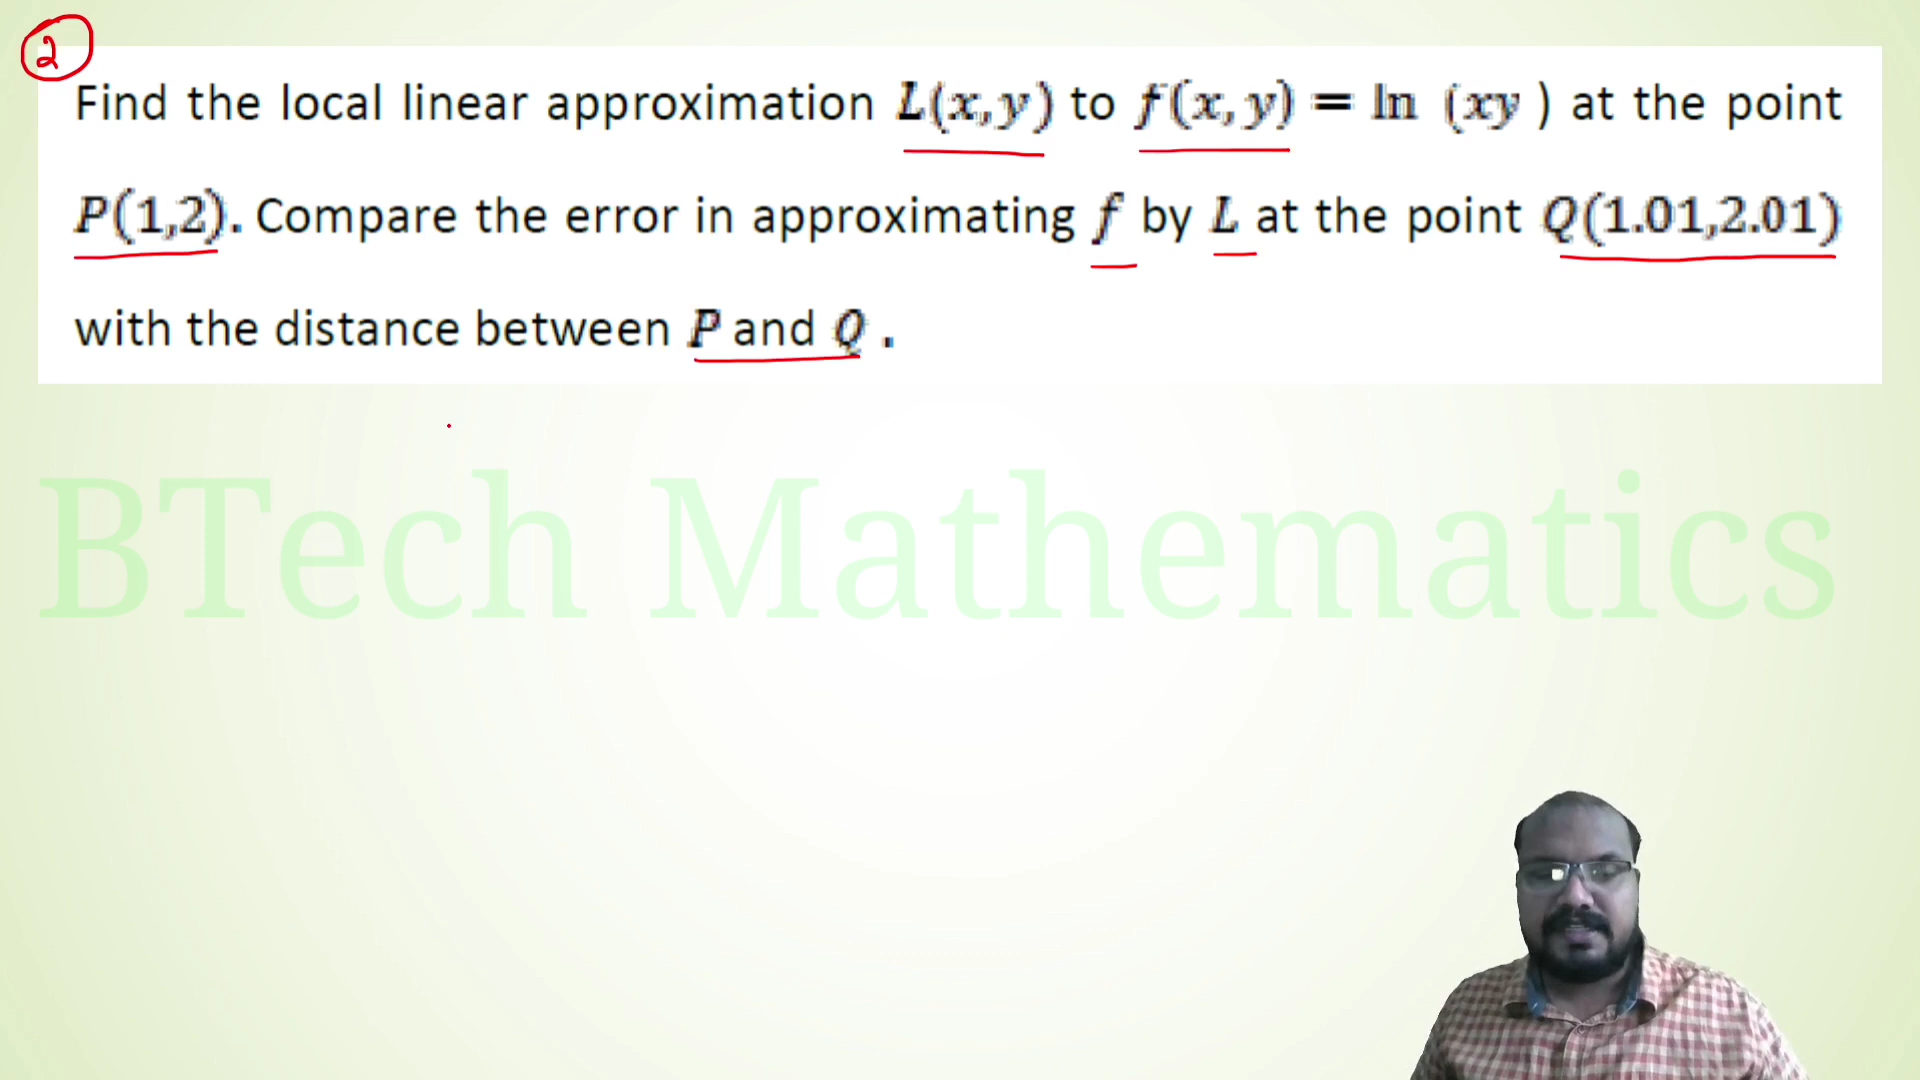 2
Find the local linear approximation L(x,y) to f(x, y) = ln (xy ) at the point
P(1,2). Compare the error in approximating f by L at the point Q(1.01,2.01)
with the distance between P and Q .
BTech Mathematics